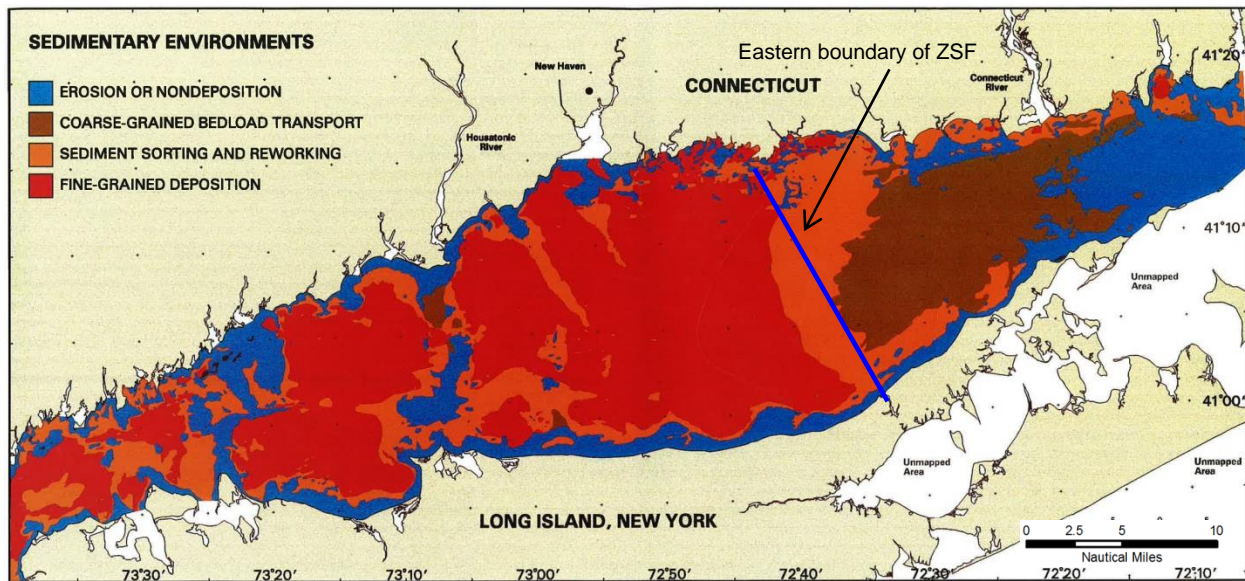 SEDIMENTARY ENVIRONMENTS
EROSION OR NONDEPOSITION
COARSE-GRAINED BEDLOAD TRANSPORT
SEDIMENT SORTING AND REWORKING
FINE-GRAINED DEPOSITION
Eastern boundary of ZSF
New Haven
CONNECTICUT
Connecticut
River
Housatonic
River
41°20'
41°10'
41°00'
Unmapped
Area
Unmapped
Area
Unmapped
Area
LONG ISLAND, NEW YORK
0 2.5 5 10
Nautical Miles
73°30' 73°20' 73°10' 73°00' 72°50' 72°40' 72°30' 72°20' 72°10'